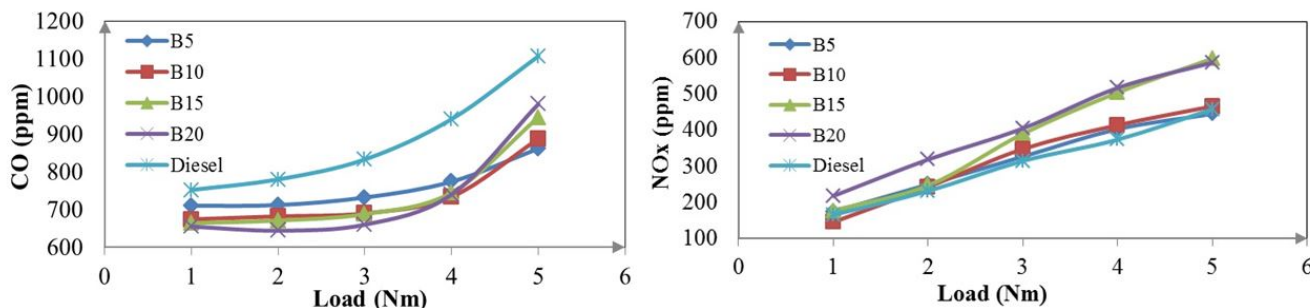 1200
1100
1000
900
800
700
600
CO (ppm)
B5
B10
B15
B20
Diesel
0 1 2 3 4 5 6
Load (Nm)
700
600
500
400
300
200
100
NOx (ppm)
B5
B10
B15
B20
Diesel
0 1 2 3 4 5 6
Load (Nm)